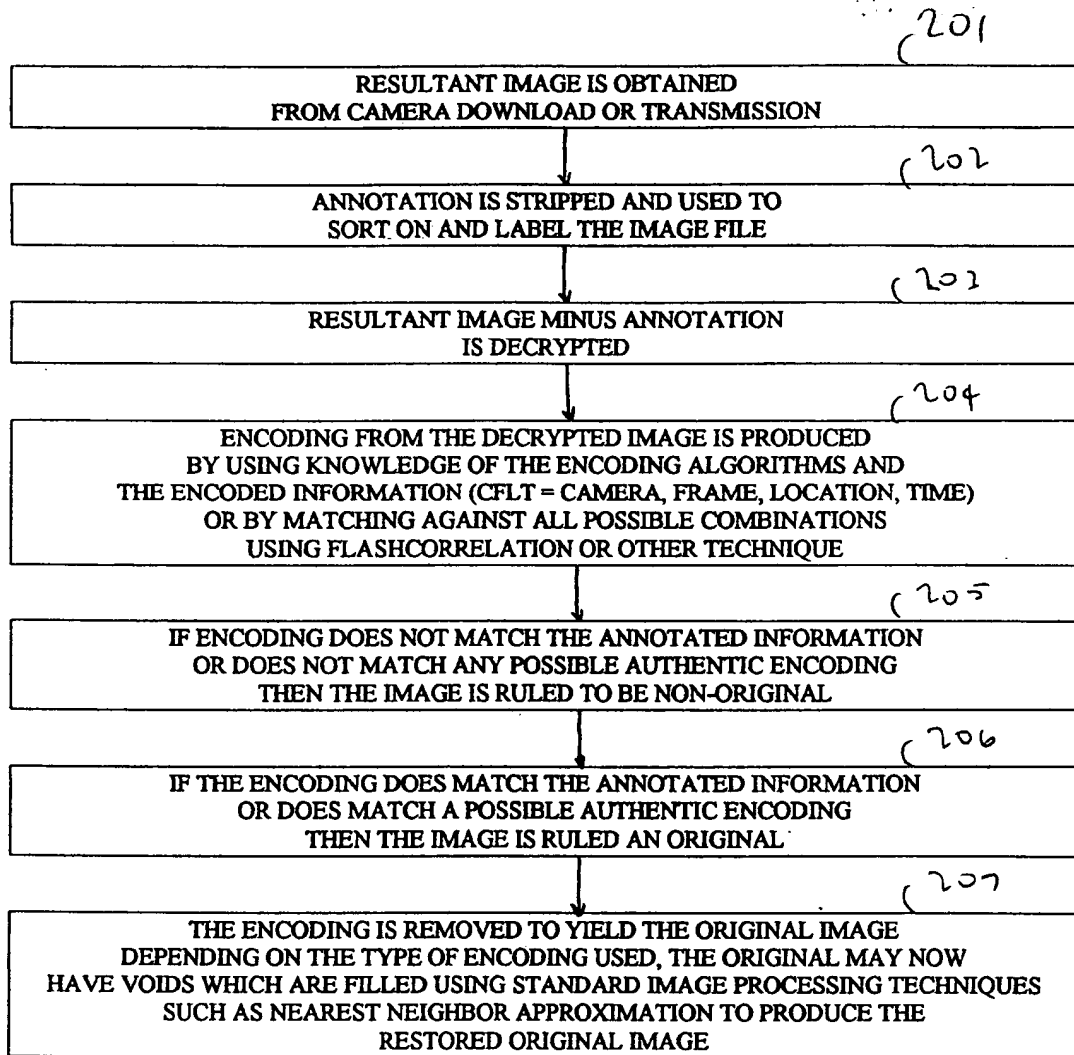 201
RESULTANT IMAGE IS OBTAINED
FROM CAMERA DOWNLOAD OR TRANSMISSION
202
ANNOTATION IS STRIPPED AND USED TO
SORT ON AND LABEL THE IMAGE FILE
203
RESULTANT IMAGE MINUS ANNOTATION
IS DECRYPTED
204
ENCODING FROM THE DECRYPTED IMAGE IS PRODUCED
BY USING KNOWLEDGE OF THE ENCODING ALGORITHMS AND
THE ENCODED INFORMATION (CFLT = CAMERA, FRAME, LOCATION, TIME)
OR BY MATCHING AGAINST ALL POSSIBLE COMBINATIONS
USING FLASHCORRELATION OR OTHER TECHNIQUE
205
IF ENCODING DOES NOT MATCH THE ANNOTATED INFORMATION
OR DOES NOT MATCH ANY POSSIBLE AUTHENTIC ENCODING
THEN THE IMAGE IS RULED TO BE NON-ORIGINAL
206
IF THE ENCODING DOES MATCH THE ANNOTATED INFORMATION
OR DOES MATCH A POSSIBLE AUTHENTIC ENCODING
THEN THE IMAGE IS RULED AN ORIGINAL
207
THE ENCODING IS REMOVED TO YIELD THE ORIGINAL IMAGE
DEPENDING ON THE TYPE OF ENCODING USED, THE ORIGINAL MAY NOW
HAVE VOIDS WHICH ARE FILLED USING STANDARD IMAGE PROCESSING TECHNIQUES
SUCH AS NEAREST NEIGHBOR APPROXIMATION TO PRODUCE THE
RESTORED ORIGINAL IMAGE